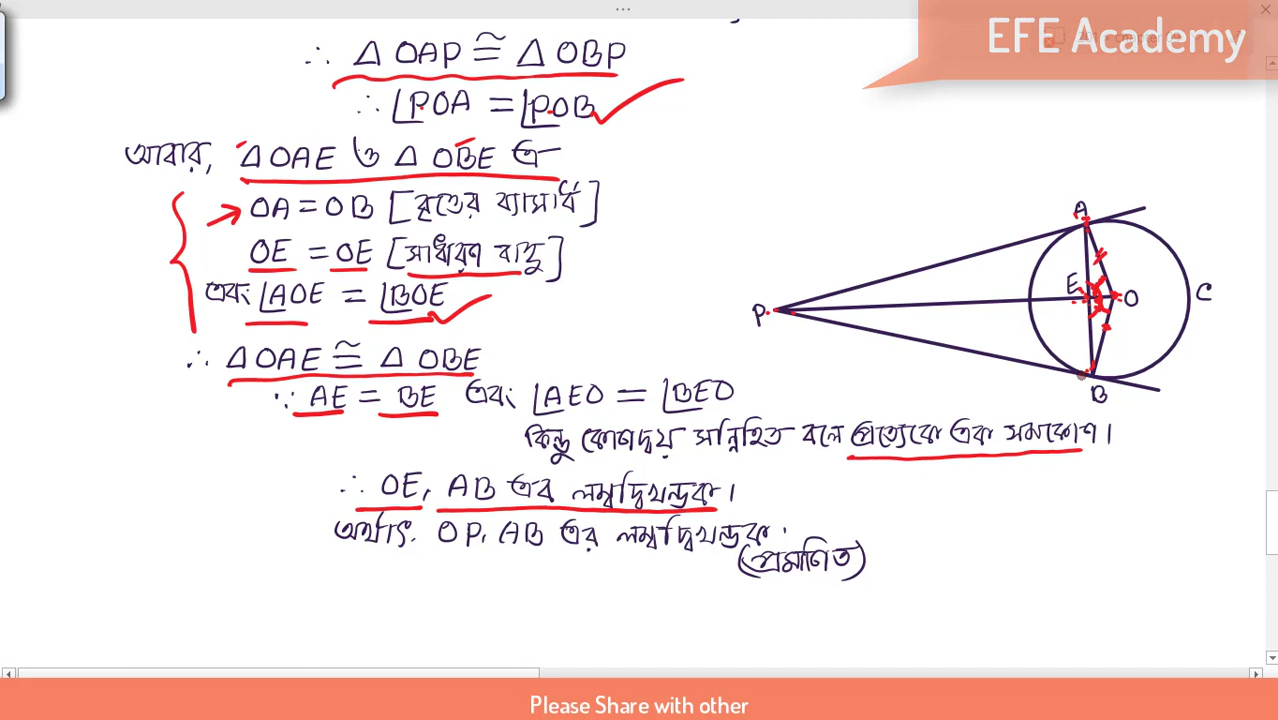 EFE Academy
∴ △ OAP ≅ △ OBP
∴ ∠POA = ∠POB
আবার, △ OAE ও △ OBE এ
OA = OB [বৃত্তের ব্যাসার্ধ]
OE = OE [সাধারণ বাহু]
এবং ∠AOE = ∠BOE
∴ △ OAE ≅ △ OBE
∵ AE = BE এবং ∠AEO = ∠BEO
কিন্তু কোণদ্বয় সন্নিহিত বলে প্রত্যেকে এক সমকোণ।
∴ OE, AB এর লম্বদ্বিখন্ডক।
অর্থাৎ OP, AB এর লম্বদ্বিখন্ডক.
(প্রমাণিত)
A
E
O
C
P
B
Please Share with other